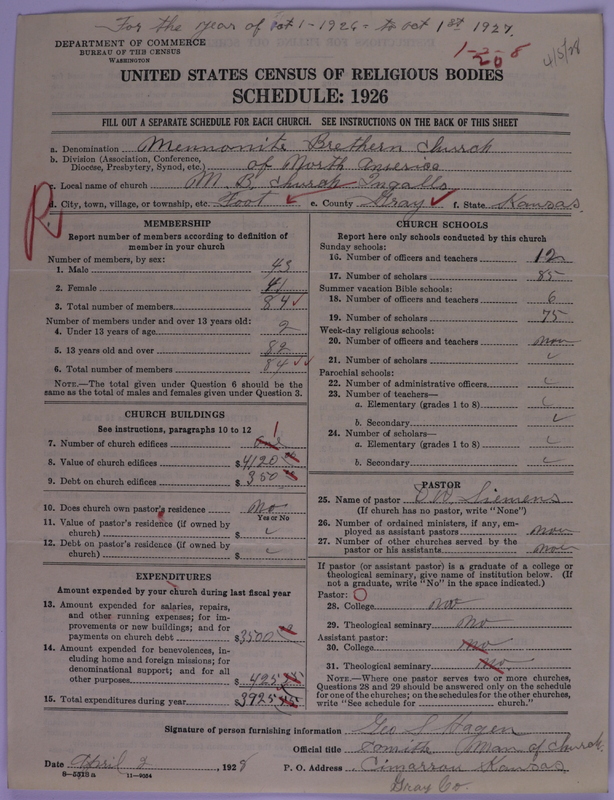 For the year of Oct 1-1926 - to Oct 1st 1927.
1-20-8
4/5/28
DEPARTMENT OF COMMERCE
BUREAU OF THE CENSUS
WASHINGTON
UNITED STATES CENSUS OF RELIGIOUS BODIES
SCHEDULE: 1926
FILL OUT A SEPARATE SCHEDULE FOR EACH CHURCH. SEE INSTRUCTIONS ON THE BACK OF THIS SHEET
a. Denomination Mennonite Brethern Church
b. Division (Association, Conference, Diocese, Presbytery, Synod, etc.) of North America
c. Local name of church M B. Church Ingalls
d. City, town, village, or township, etc. Foot e. County Gray f. State Kansas.
R
MEMBERSHIP
Report number of members according to definition of member in your church
Number of members, by sex:
1. Male 43
2. Female 41
3. Total number of members 84
Number of members under and over 13 years old:
4. Under 13 years of age 2
5. 13 years old and over 82
6. Total number of members 84
NOTE.—The total given under Question 6 should be the same as the total of males and females given under Question 3.
CHURCH BUILDINGS
See instructions, paragraphs 10 to 12
7. Number of church edifices 1
8. Value of church edifices $4120
9. Debt on church edifices $350
10. Does church own pastor's residence No
Yes or No
11. Value of pastor's residence (if owned by church) $
12. Debt on pastor's residence (if owned by church) $
EXPENDITURES
Amount expended by church during last fiscal year
13. Amount expended for salaries, repairs, and other running expenses; for improvements or new buildings; and for payments on church debt $3500
14. Amount expended for benevolences, including home and foreign missions; for denominational support; and for all other purposes $425
15. Total expenditures during year $3925
CHURCH SCHOOLS
Report here only schools conducted by this church
Sunday schools:
16. Number of officers and teachers 12
17. Number of scholars 85
Summer vacation Bible schools:
18. Number of officers and teachers 6
19. Number of scholars 75
Week-day religious schools:
20. Number of officers and teachers
21. Number of scholars
Parochial schools:
22. Number of administrative officers
23. Number of teachers—
a. Elementary (grades 1 to 8)
b. Secondary
24. Number of scholars—
a. Elementary (grades 1 to 8)
b. Secondary
PASTOR
25. Name of pastor Siemens
(If church has no pastor, write "None")
26. Number of ordained ministers, if any, employed as assistant pastors
27. Number of other churches served by the pastor or his assistants
If pastor (or assistant pastor) is a graduate of a college or theological seminary, give name of institution below. (If not a graduate, write "No" in the space indicated.)
Pastor:
28. College No
29. Theological seminary No
Assistant pastor:
30. College No
31. Theological seminary No.
NOTE.—Where one pastor serves two or more churches, Questions 28 and 29 should be answered only on the schedule for one of the churches; on the schedules for the other churches, write "See schedule for ______ church."
Signature of person furnishing information Geo S Hagen
Official title Comith Man of Church
Date April 2, 1928 P. O. Address Cimarron Kansas
8-5313a 11-9054
Gray Co.